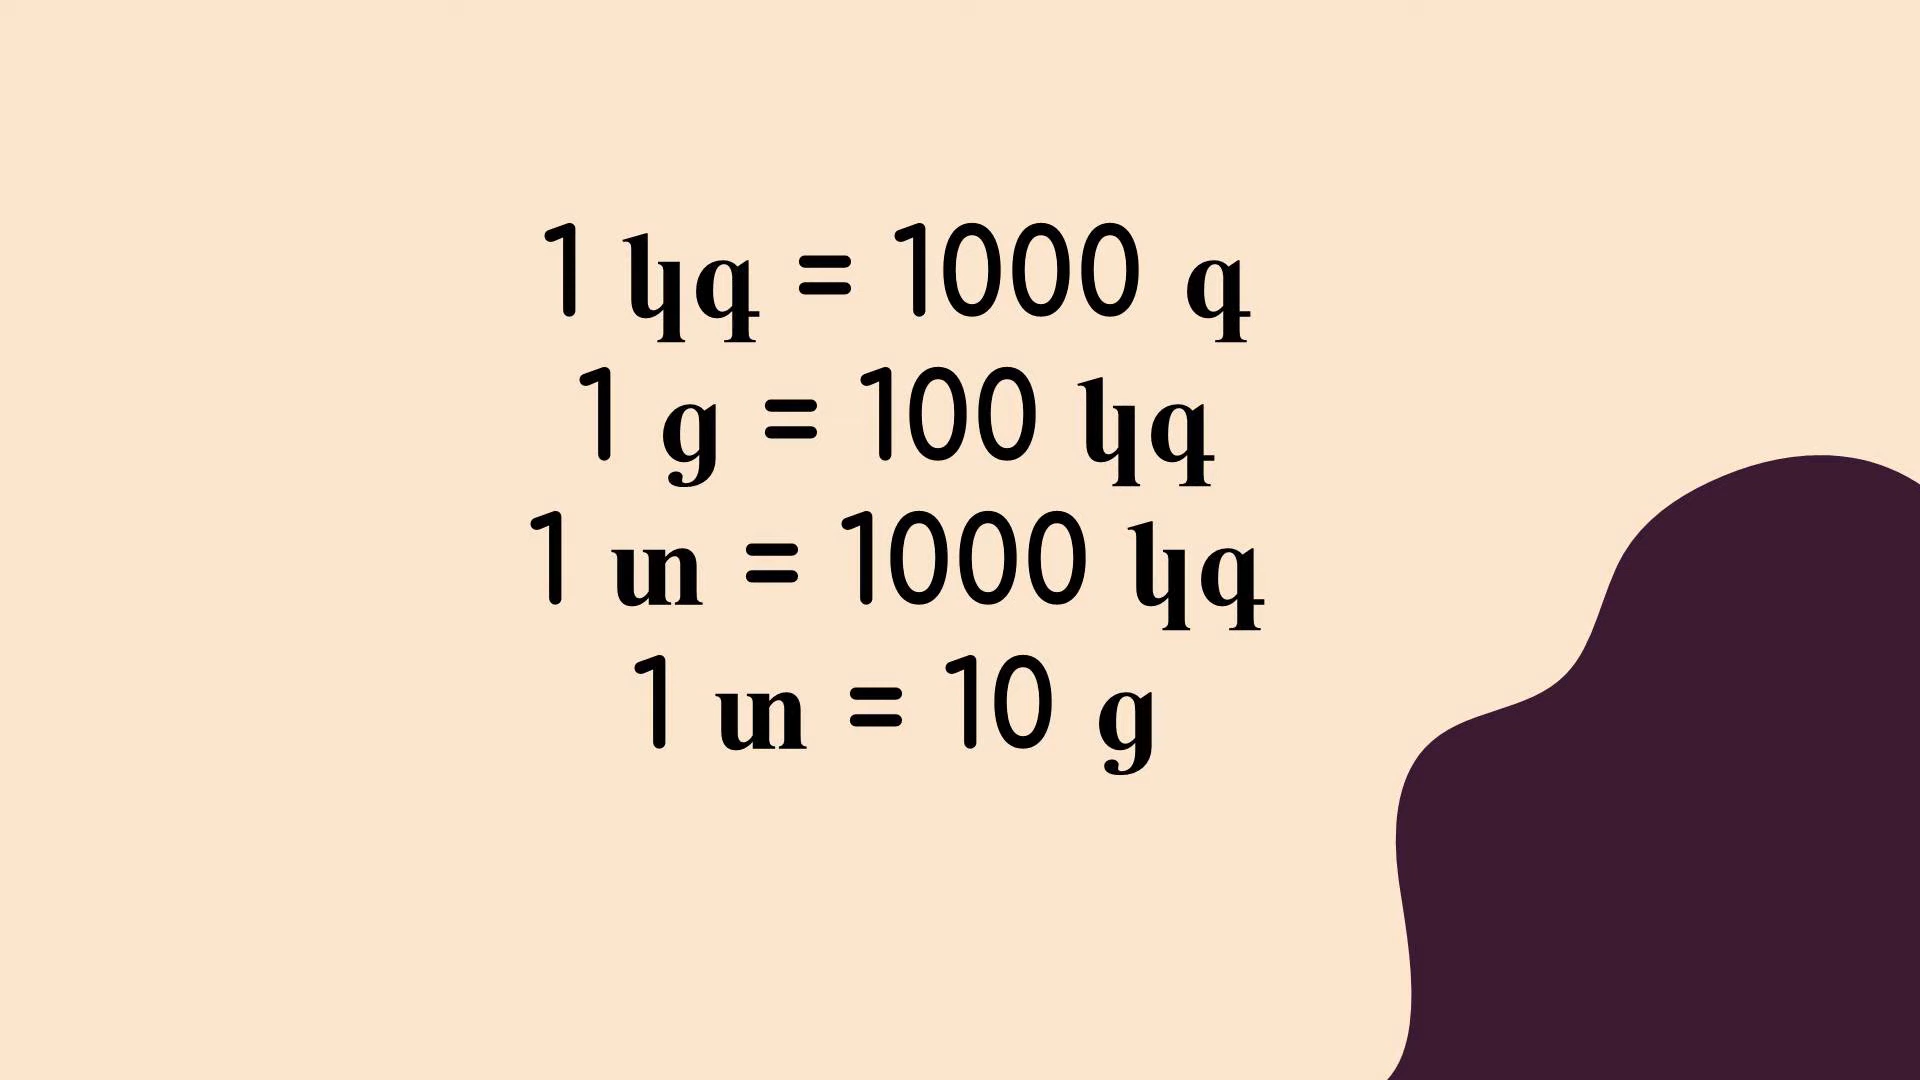 1 կգ = 1000 գ
1 ց = 100 կգ
1 տ = 1000 կգ
1 տ = 10 ց